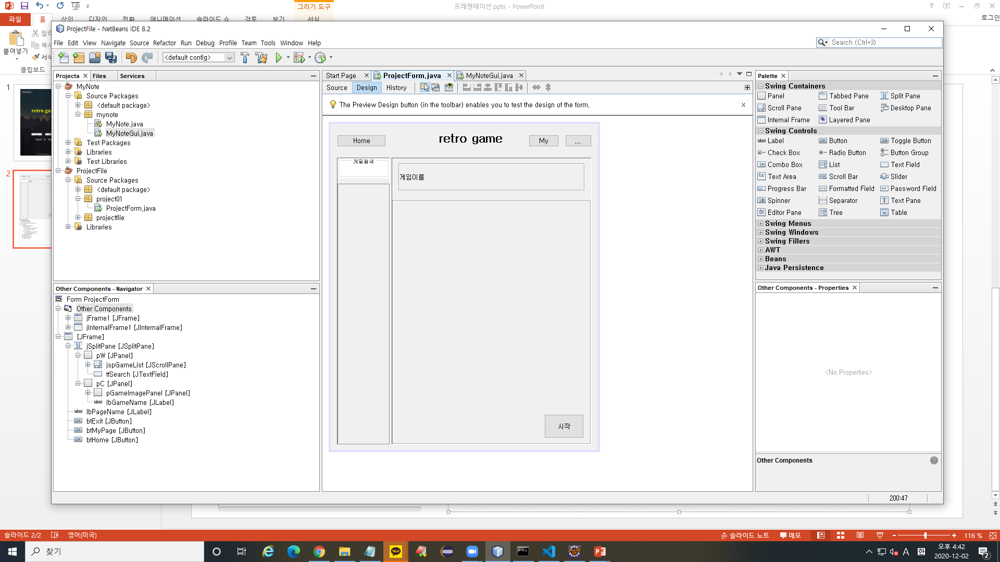 그리기 도구
프레젠테이션.pptx - PowerPoint
파일 홈 삽입 디자인 전환 애니메이션 슬라이드 쇼 검토 보기 서식
로그인
붙여넣기
클립보드
ProjectFile - NetBeans IDE 8.2
File Edit View Navigate Source Refactor Run Debug Profile Team Tools Window Help
Search (Ctrl+3)
<default config>
Projects Files Services
MyNote
Source Packages
<default package>
mynote
MyNote.java
MyNoteGui.java
Test Packages
Libraries
Test Libraries
ProjectFile
Source Packages
<default package>
project01
ProjectForm.java
projectfile
Libraries
1
retro ga
2
Other Components - Navigator
Form ProjectForm
Other Components
jFrame1 [JFrame]
jInternalFrame1 [JInternalFrame]
[JFrame]
jSplitPane [JSplitPane]
pW [JPanel]
jspGameList [JScrollPane]
tfSearch [JTextField]
pC [JPanel]
pGameImagePanel [JPanel]
label lbGameName [JLabel]
label lbPageName [JLabel]
OK btExit [JButton]
OK btMyPage [JButton]
OK btHome [JButton]
Start Page ProjectForm.java MyNoteGui.java
Source Design History
The Preview Design button (in the toolbar) enables you to test the design of the form. x
Home retro game My ...
게임검색
게임이름
시작
Palette
Swing Containers
Panel Tabbed Pane Split Pane
Scroll Pane Tool Bar Desktop Pane
Internal Frame Layered Pane
Swing Controls
label Label OK Button ON Toggle Button
Check Box Radio Button Button Group
Combo Box List Text Field
Text Area Scroll Bar Slider
Progress Bar Formatted Field Password Field
Spinner Separator Text Pane
Editor Pane Tree Table
Swing Menus
Swing Windows
Swing Fillers
AWT
Beans
Java Persistence
Other Components - Properties
<No Properties>
Other Components
200:47
슬라이드 2/2 영어(미국) 슬라이드 노트 메모 116 %
찾기
TALK
A 한
오후 4:42
2020-12-02
2